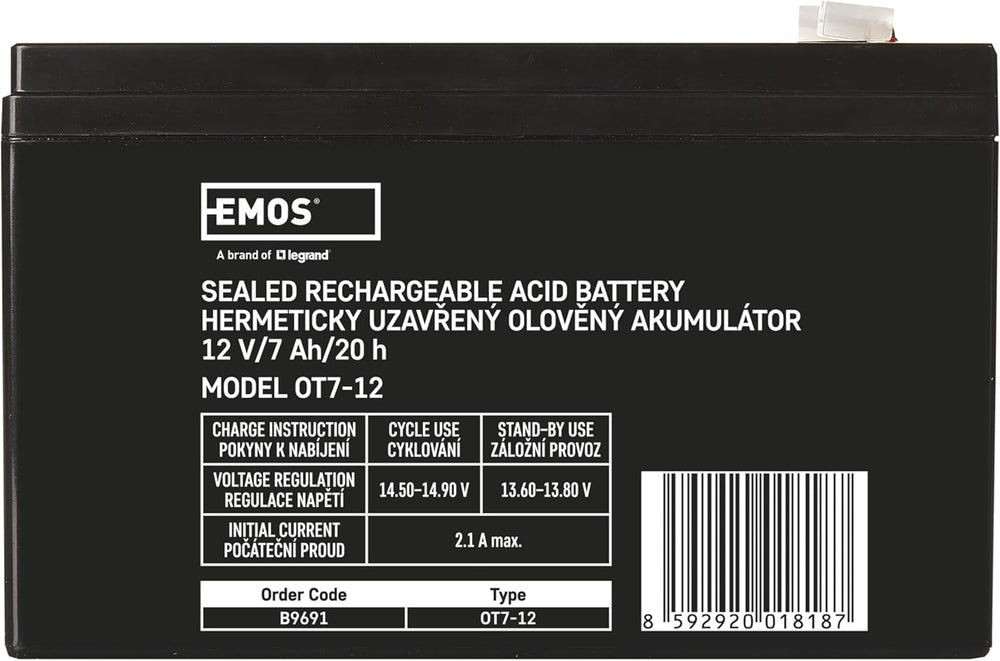 EMOS®
A brand of legrand®
SEALED RECHARGEABLE ACID BATTERY
HERMETICKY UZAVŘENÝ OLOVĚNÝ AKUMULÁTOR
12 V/7 Ah/20 h
MODEL OT7-12
CHARGE INSTRUCTION
POKYNY K NABÍJENÍ
CYCLE USE
CYKLOVÁNÍ
STAND-BY USE
ZÁLOŽNÍ PROVOZ
VOLTAGE REGULATION
REGULACE NAPĚTÍ
14.50–14.90 V
13.60–13.80 V
INITIAL CURRENT
POČÁTEČNÍ PROUD
2.1 A max.
Order Code
Type
B9691
OT7-12
8 592920 018187